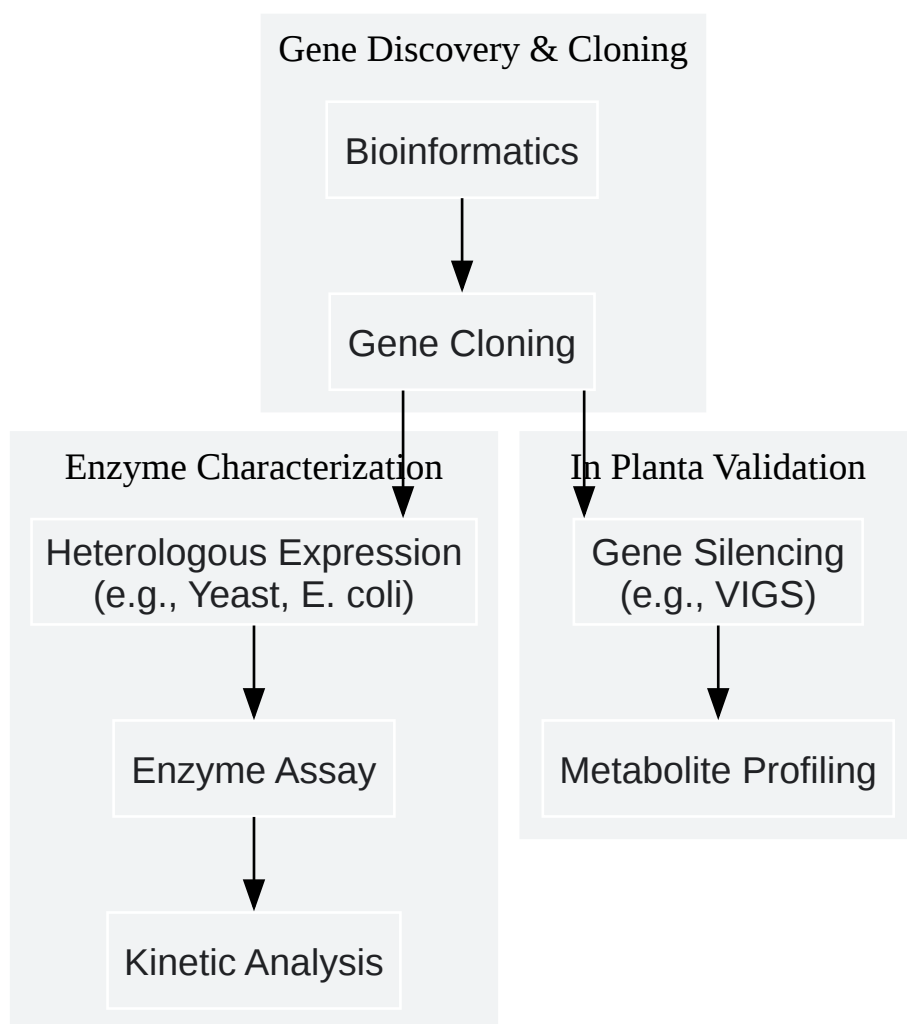 Gene Discovery & Cloning
Bioinformatics
Gene Cloning
Enzyme Characterization
Heterologous Expression
(e.g., Yeast, E. coli)
Enzyme Assay
Kinetic Analysis
In Planta Validation
Gene Silencing
(e.g., VIGS)
Metabolite Profiling